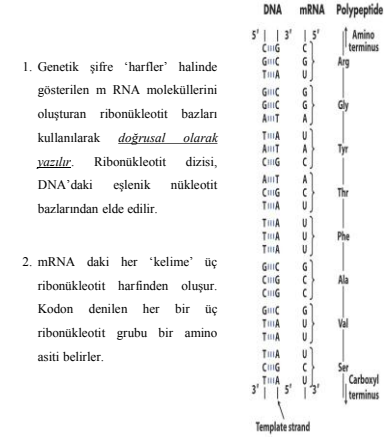 1. Genetik şifre 'harfler' halinde
gösterilen m RNA moleküllerini
oluşturan ribonükleotit bazları
kullanılarak doğrusal olarak
yazılır. Ribonükleotit dizisi,
DNA'daki eşlenik nükleotit
bazlarından elde edilir.
2. mRNA daki her 'kelime' üç
ribonükleotit harfinden oluşur.
Kodon denilen her bir üç
ribonükleotit grubu bir amino
asiti belirler.
DNA mRNA Polypeptide
5' 3' 5' Amino
terminus
C G C
G C G Arg
T A U
G C G
G C G Gly
A T A
T A U
A T A Tyr
C G C
A T A
C G C Thr
T A U
T A U
T A U Phe
T A U
G C G
C G C Ala
C G C
G C G
T A U Val
T A U
T A U
C G C Ser
T A U Carboxyl
3' 5' 3' terminus
Template strand